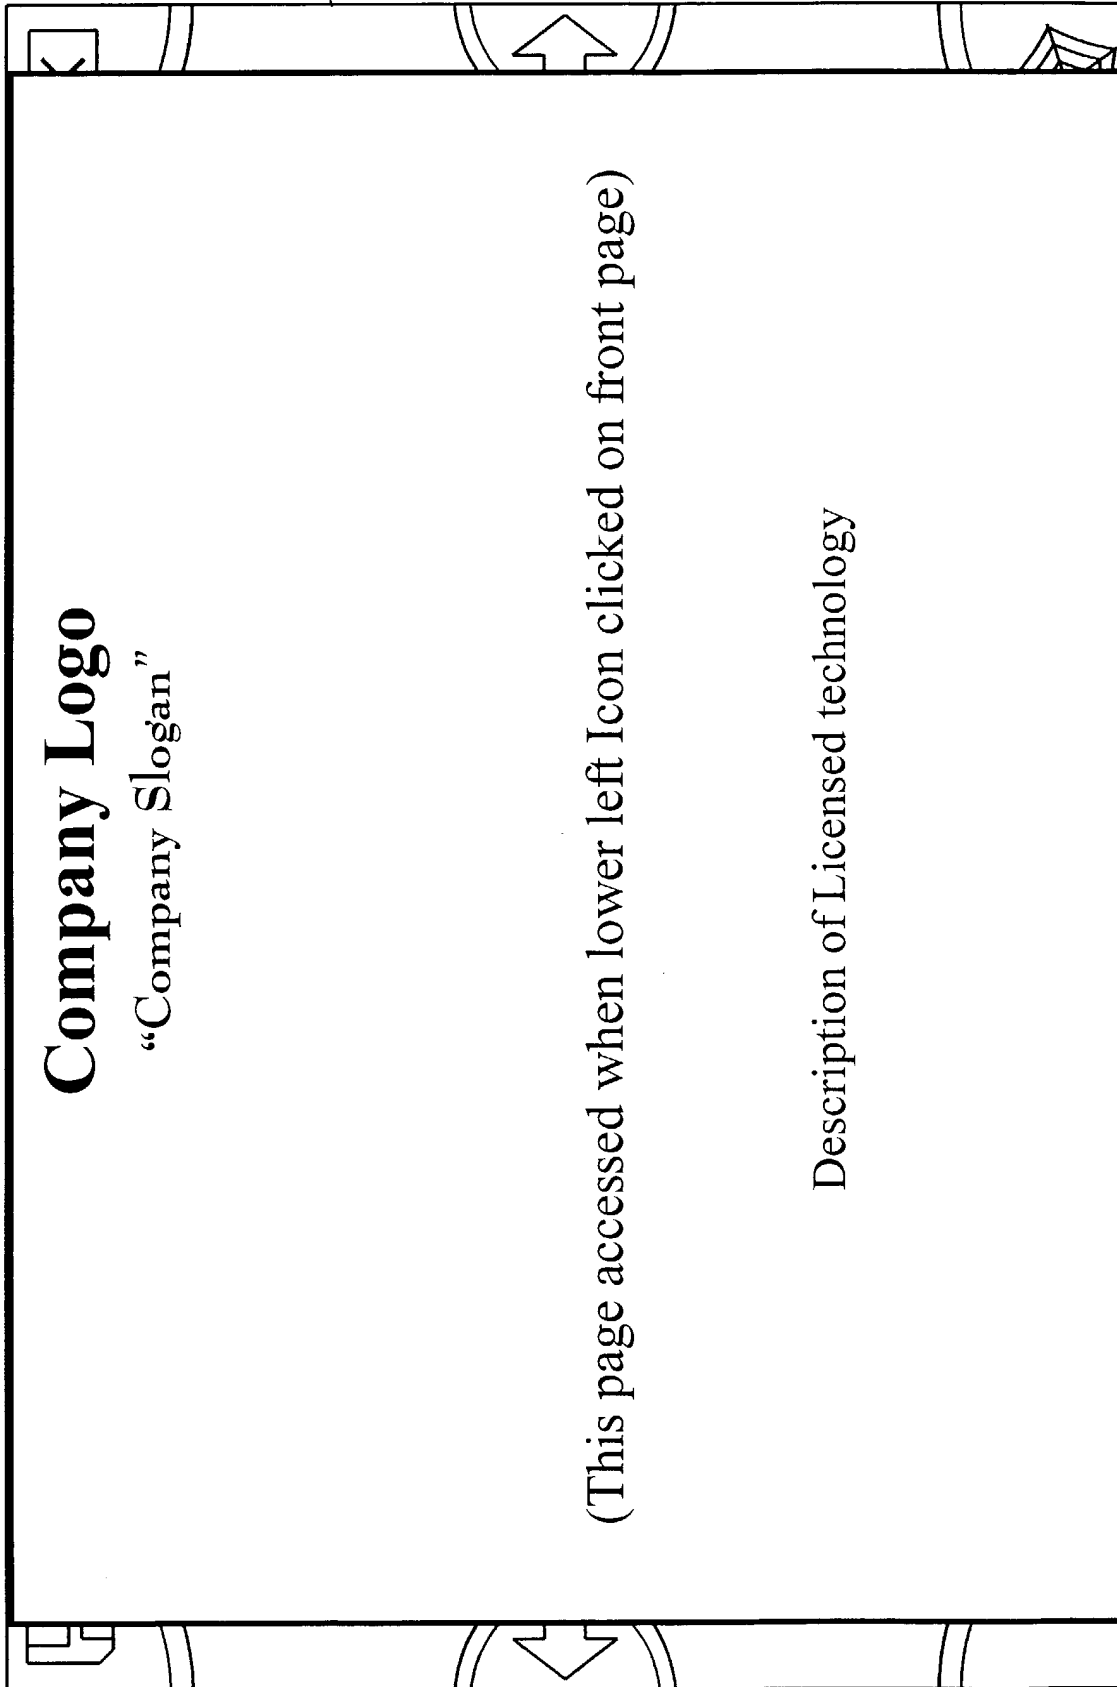 Company Logo
“Company Slogan”
(This page accessed when lower left Icon clicked on front page)
Description of Licensed technology